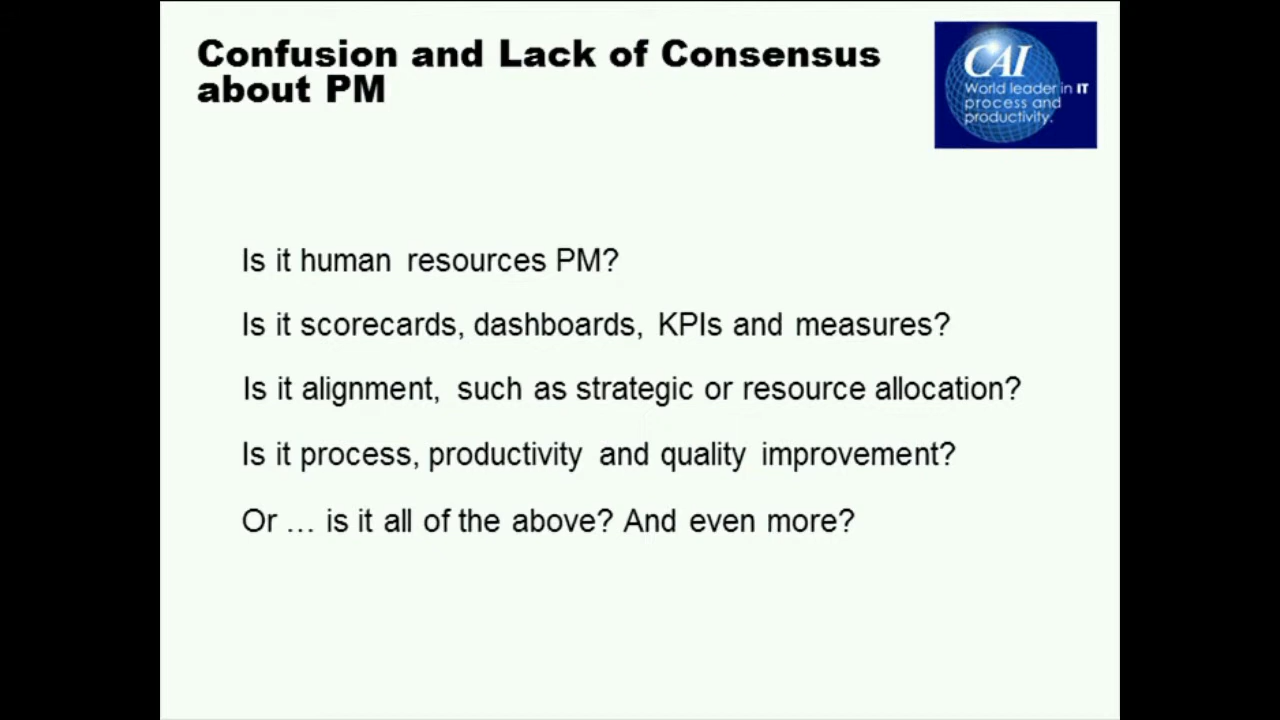 Confusion and Lack of Consensus
about PM
CAI
World leader in IT
process and
productivity.
Is it human resources PM?
Is it scorecards, dashboards, KPIs and measures?
Is it alignment, such as strategic or resource allocation?
Is it process, productivity and quality improvement?
Or … is it all of the above? And even more?